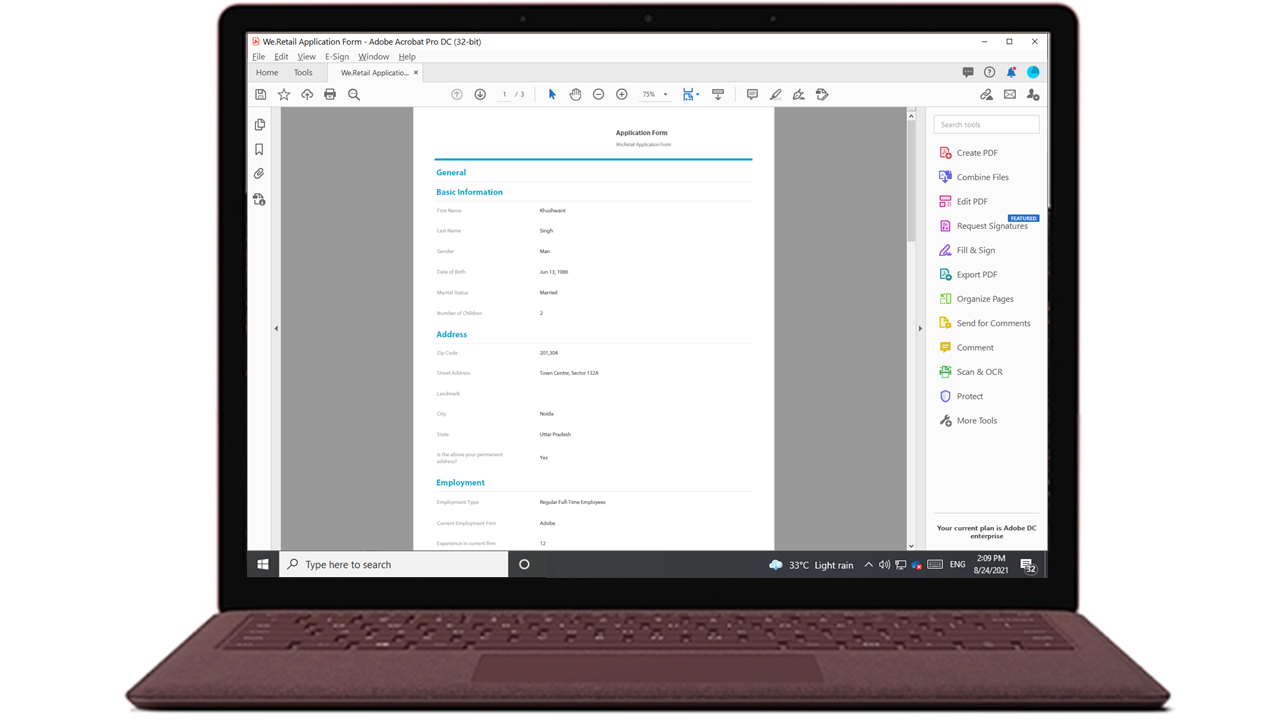 We.Retail Application Form - Adobe Acrobat Pro DC (32-bit)
File Edit View E-Sign Window Help
Home Tools We.Retail Applicatio... ×
1 / 3 75%
Application Form
We.Retail Application Form
General
Basic Information
First Name Khushwant
Last Name Singh
Gender Man
Date of Birth Jun 13, 1986
Marital Status Married
Number of Children 2
Address
Zip Code 201,304
Street Address Town Centre, Sector 132A
Landmark
City Noida
State Uttar Pradesh
Is the above your permanent
address? Yes
Employment
Employment Type Regular Full-Time Employees
Current Employment Firm Adobe
Experience in current firm 12
Search tools
Create PDF
Combine Files
Edit PDF
FEATURED
Request Signatures
Fill & Sign
Export PDF
Organize Pages
Send for Comments
Comment
Scan & OCR
Protect
More Tools
Your current plan is Adobe DC
enterprise
Type here to search
33°C Light rain
ENG
2:09 PM
8/24/2021
32